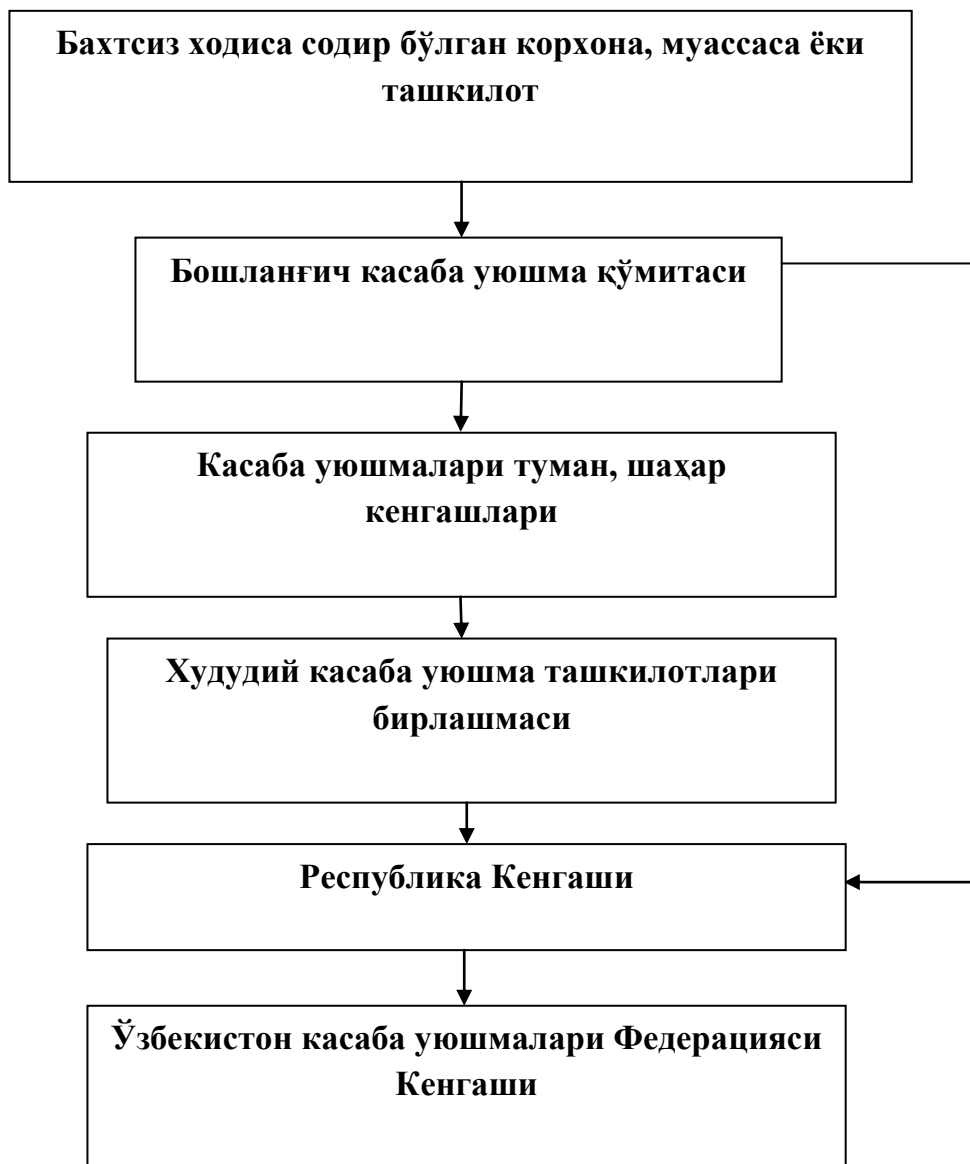 Бахтсиз ходиса содир бўлган корхона, муассаса ёки
ташкилот
Бошланғич касаба уюшма қўмитаси
Касаба уюшмалари туман, шаҳар
кенгашлари
Худудий касаба уюшма ташкилотлари
бирлашмаси
Республика Кенгаши
Ўзбекистон касаба уюшмалари Федерацияси
Кенгаши